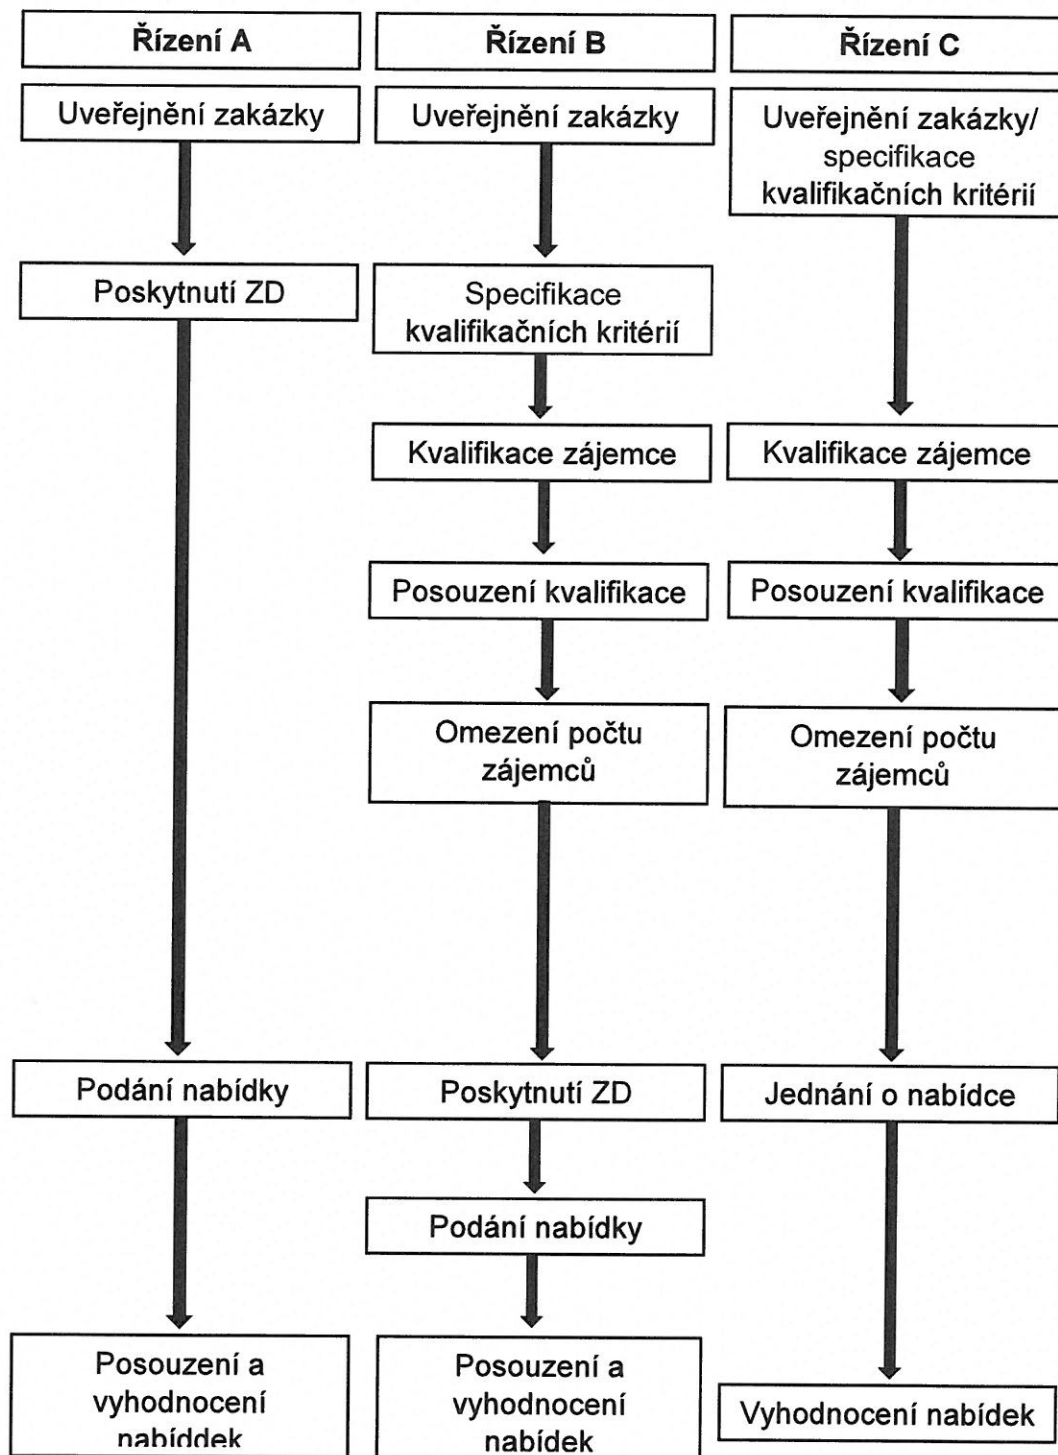 Řízení A
Uveřejnění zakázky
Poskytnutí ZD
Podání nabídky
Posouzení a
vyhodnocení
nabíddek
Řízení B
Uveřejnění zakázky
Specifikace
kvalifikačních kritérií
Kvalifikace zájemce
Posouzení kvalifikace
Omezení počtu
zájemců
Poskytnutí ZD
Podání nabídky
Posouzení a
vyhodnocení
nabídek
Řízení C
Uveřejnění zakázky/
specifikace
kvalifikačních kritérií
Kvalifikace zájemce
Posouzení kvalifikace
Omezení počtu
zájemců
Jednání o nabídce
Vyhodnocení nabídek